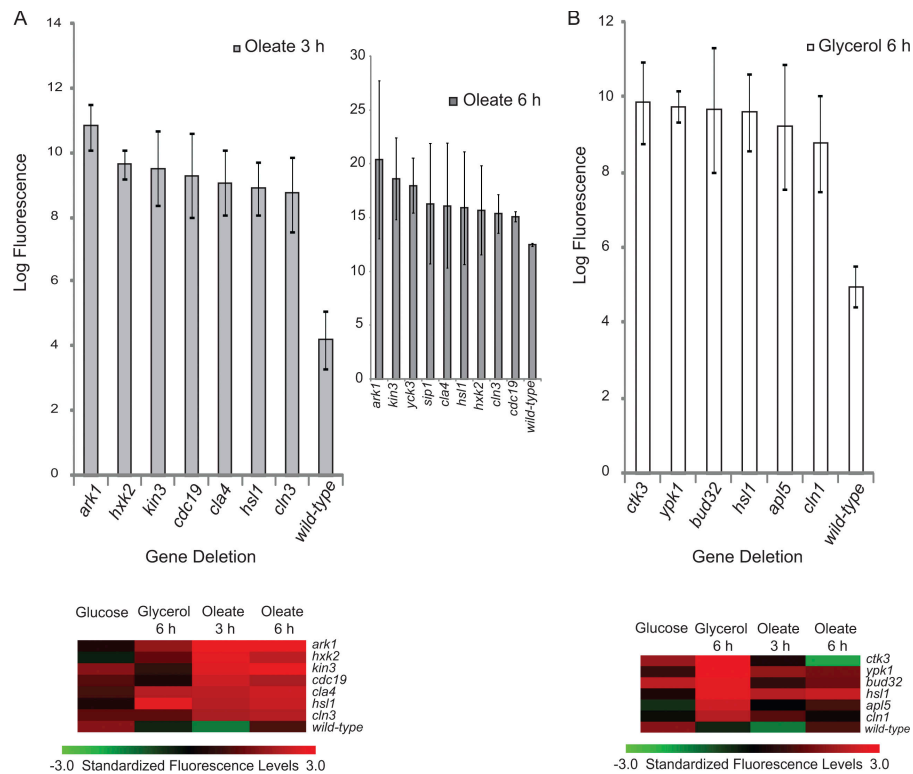 A
Oleate 3 h
14
12
10
8
6
4
2
0
Log Fluorescence
ark1
hxk2
kin3
cdc19
cla4
hsl1
cln3
wild-type
Gene Deletion
Oleate 6 h
30
25
20
15
10
5
0
ark1
kin3
yck3
sip1
cla4
hsl1
hxk2
cln3
cdc19
wild-type
B
Glycerol 6 h
12
10
8
6
4
2
0
Log Fluorescence
ctk3
ypk1
bud32
hsl1
apl5
cln1
wild-type
Gene Deletion
Glucose Glycerol 6 h Oleate 3 h Oleate 6 h
ark1
hxk2
kin3
cdc19
cla4
hsl1
cln3
wild-type
-3.0 Standardized Fluorescence Levels 3.0
Glucose Glycerol 6 h Oleate 3 h Oleate 6 h
ctk3
ypk1
bud32
hsl1
apl5
cln1
wild-type
-3.0 Standardized Fluorescence Levels 3.0